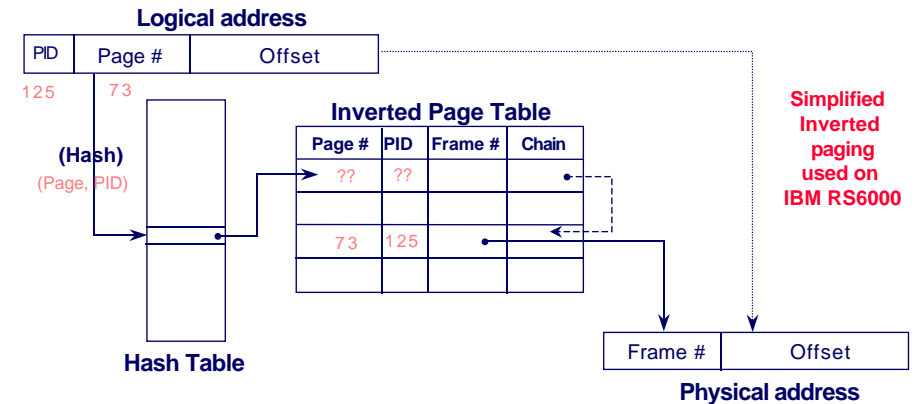 Logical address
PID Page # Offset
125 73
Inverted Page Table
Page # PID Frame # Chain
?? ??
73 125
(Hash)
(Page, PID)
Hash Table
Simplified
Inverted
paging
used on
IBM RS6000
Frame # Offset
Physical address